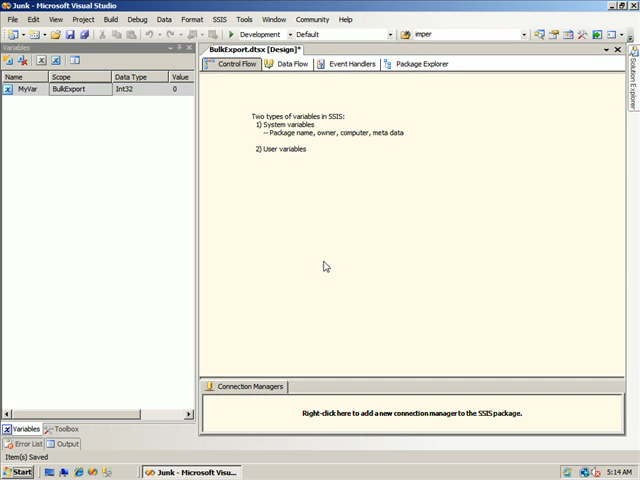 Junk - Microsoft Visual Studio
File Edit View Project Build Debug Data Format SSIS Tools Window Community Help
Development Default imper
Variables
Name Scope Data Type Value
MyVar BulkExport Int32 0
BulkExport.dtsx [Design]*
Control Flow Data Flow Event Handlers Package Explorer
Two types of variables in SSIS:
1) System variables
-- Package name, owner, computer, meta data
2) User variables
Solution Explorer
Connection Managers
Right-click here to add a new connection manager to the SSIS package.
Variables Toolbox
Error List Output
Item(s) Saved
Start Junk - Microsoft Visu... 5:14 AM